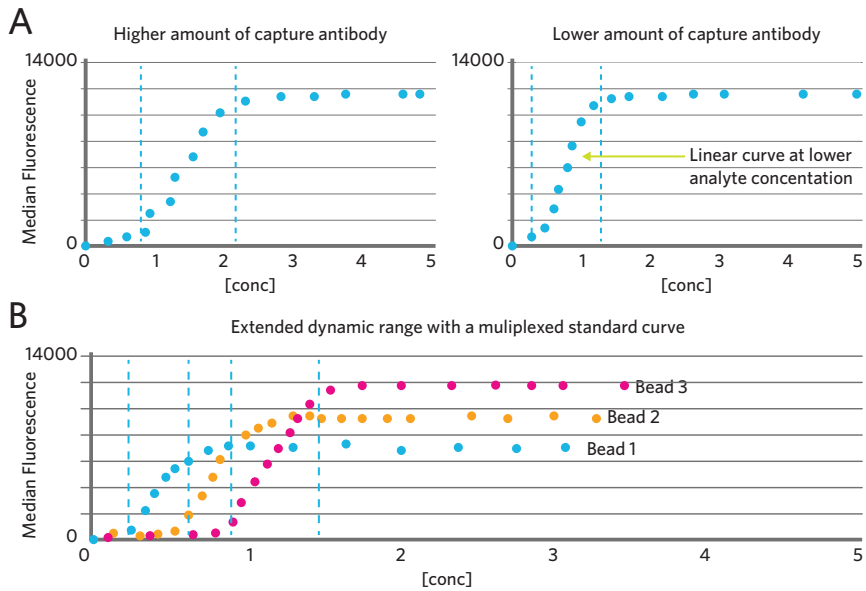 A
Higher amount of capture antibody
14000
Median Fluorescence
0
0 1 2 3 4 5
[conc]
Lower amount of capture antibody
14000
Linear curve at lower
analyte concentation
0
0 1 2 3 4 5
[conc]
B
Extended dynamic range with a muliplexed standard curve
14000
Median Fluorescence
Bead 3
Bead 2
Bead 1
0
0 1 2 3 4 5
[conc]